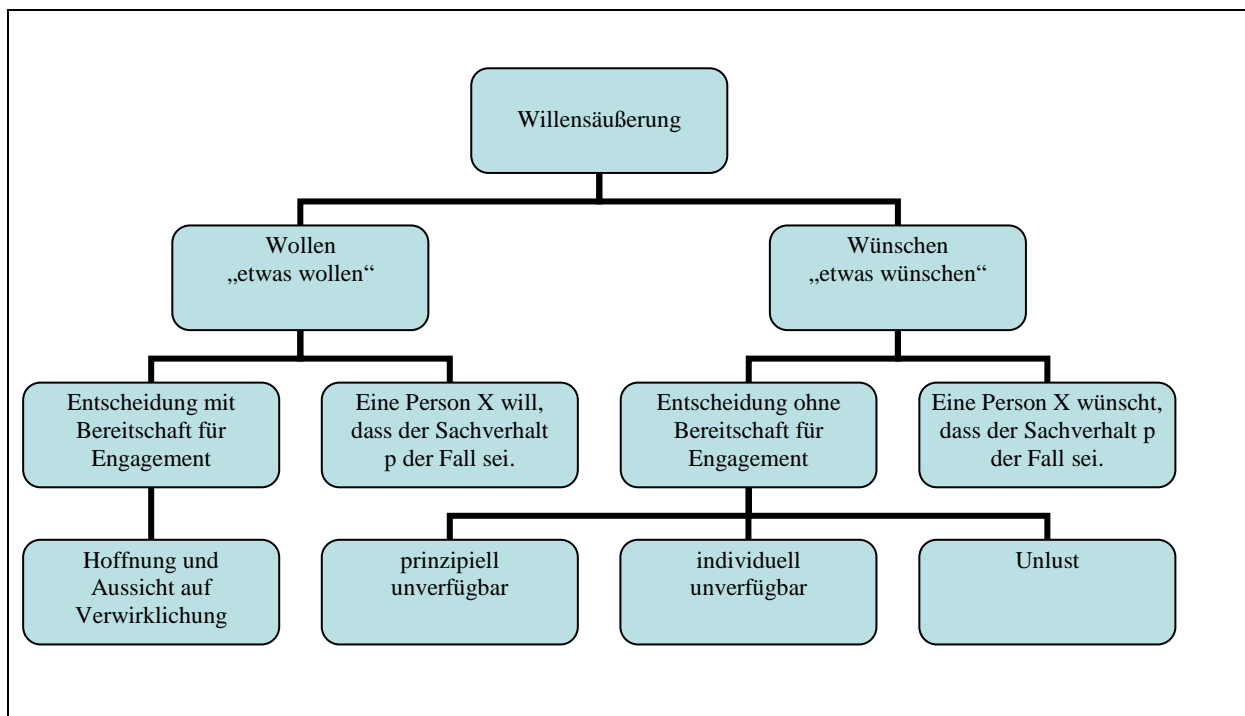 Willensäußerung
Wollen
„etwas wollen“
Wünschen
„etwas wünschen“
Entscheidung mit
Bereitschaft für
Engagement
Eine Person X will,
dass der Sachverhalt
p der Fall sei.
Entscheidung ohne
Bereitschaft für
Engagement
Eine Person X wünscht,
dass der Sachverhalt p
der Fall sei.
Hoffnung und
Aussicht auf
Verwirklichung
prinzipiell
unverfügbar
individuell
unverfügbar
Unlust